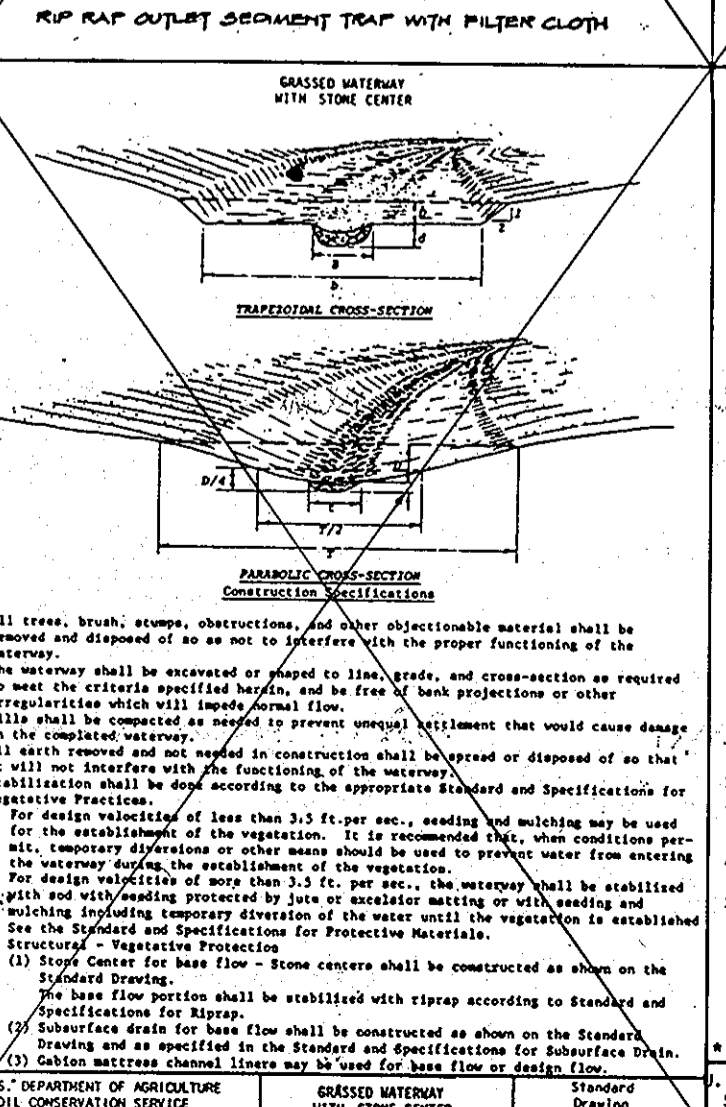 RIP RAP OUTLET SEDIMENT TRAP WITH FILTER CLOTH
GRASSED WATERWAY
WITH STONE CENTER
h
1
2
d
a
b
TRAPEZOIDAL CROSS-SECTION
D/4
D
c
T/2
T
PARABOLIC CROSS-SECTION
Construction Specifications
ll trees, brush, stumps, obstructions, and other objectionable material shall be
emoved and disposed of so as not to interfere with the proper functioning of the
aterway.
he waterway shall be excavated or shaped to line, grade, and cross-section as required
o meet the criteria specified herein, and be free of bank projections or other
rregularities which will impede normal flow.
ills shall be compacted as needed to prevent unequal settlement that would cause damage
n the completed waterway.
ll earth removed and not needed in construction shall be spread or disposed of so that
t will not interfere with the functioning of the waterway.
tabilization shall be done according to the appropriate Standard and Specifications for
egetative Practices.
For design velocities of less than 3.5 ft.per sec., seeding and mulching may be used
for the establishment of the vegetation. It is recommended that, when conditions per-
mit, temporary diversions or other means should be used to prevent water from entering
the waterway during the establishment of the vegetation.
For design velocities of more than 3.5 ft. per sec., the waterway shall be stabilized
with sod with seeding protected by jute or excelsior matting or with seeding and
mulching including temporary diversion of the water until the vegetation is established
See the Standard and Specifications for Protective Materials.
Structural - Vegetative Protection
(1) Stone Center for base flow - Stone centers shall be constructed as shown on the
Standard Drawing.
The base flow portion shall be stabilized with riprap according to Standard and
Specifications for Riprap.
(2) Subsurface drain for base flow shall be constructed as shown on the Standard
Drawing and as specified in the Standard and Specifications for Subsurface Drain.
(3) Gabion mattress channel liners may be used for base flow or design flow.
*
S. DEPARTMENT OF AGRICULTURE
OIL CONSERVATION SERVICE
GRASSED WATERWAY
WITH STONE CENTER
Standard
Drawing